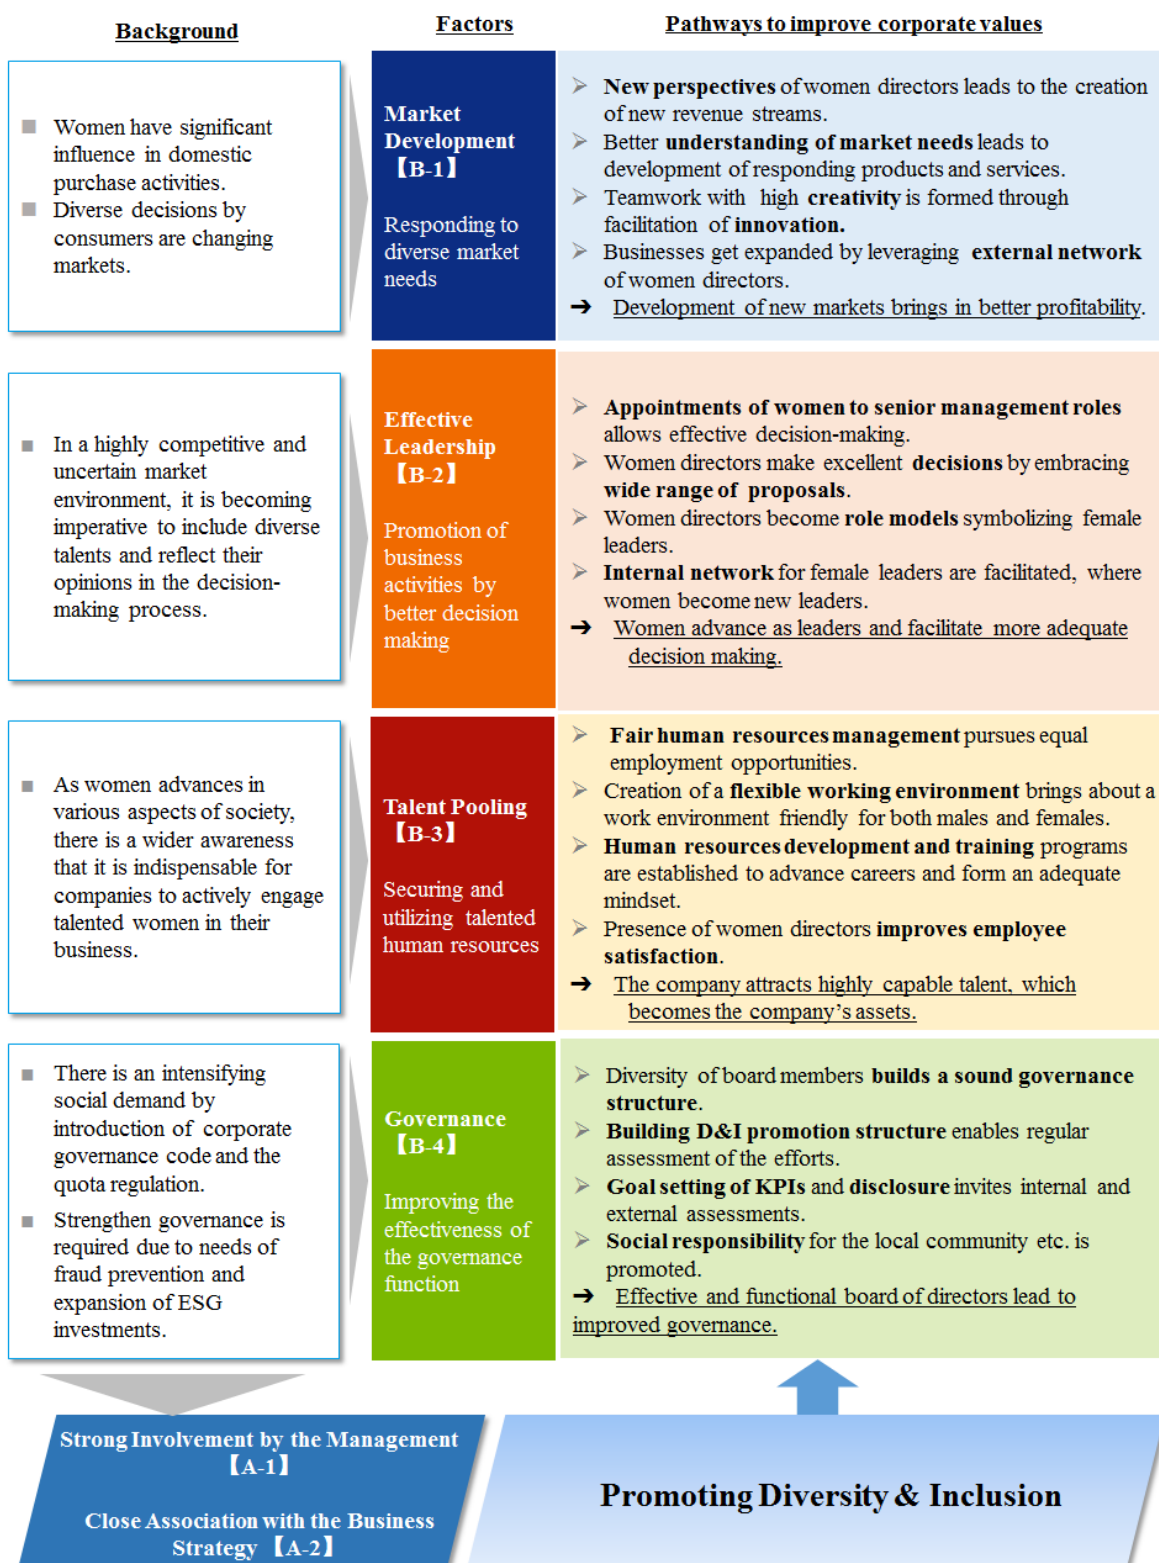 Background
Factors
Pathways to improve corporate values
■ Women have significant
influence in domestic
purchase activities.
■ Diverse decisions by
consumers are changing
markets.
Market
Development
【B-1】
Responding to
diverse market
needs
➢ New perspectives of women directors leads to the creation
of new revenue streams.
➢ Better understanding of market needs leads to
development of responding products and services.
➢ Teamwork with high creativity is formed through
facilitation of innovation.
➢ Businesses get expanded by leveraging external network
of women directors.
➔ Development of new markets brings in better profitability.
■ In a highly competitive and
uncertain market
environment, it is becoming
imperative to include diverse
talents and reflect their
opinions in the decision-
making process.
Effective
Leadership
【B-2】
Promotion of
business
activities by
better decision
making
➢ Appointments of women to senior management roles
allows effective decision-making.
➢ Women directors make excellent decisions by embracing
wide range of proposals.
➢ Women directors become role models symbolizing female
leaders.
➢ Internal network for female leaders are facilitated, where
women become new leaders.
➔ Women advance as leaders and facilitate more adequate
decision making.
■ As women advances in
various aspects of society,
there is a wider awareness
that it is indispensable for
companies to actively engage
talented women in their
business.
Talent Pooling
【B-3】
Securing and
utilizing talented
human resources
➢ Fair human resources management pursues equal
employment opportunities.
➢ Creation of a flexible working environment brings about a
work environment friendly for both males and females.
➢ Human resources development and training programs
are established to advance careers and form an adequate
mindset.
➢ Presence of women directors improves employee
satisfaction.
➔ The company attracts highly capable talent, which
becomes the company's assets.
■ There is an intensifying
social demand by
introduction of corporate
governance code and the
quota regulation.
■ Strengthen governance is
required due to needs of
fraud prevention and
expansion of ESG
investments.
Governance
【B-4】
Improving the
effectiveness of
the governance
function
➢ Diversity of board members builds a sound governance
structure.
➢ Building D&I promotion structure enables regular
assessment of the efforts.
➢ Goal setting of KPIs and disclosure invites internal and
external assessments.
➢ Social responsibility for the local community etc. is
promoted.
➔ Effective and functional board of directors lead to
improved governance.
Strong Involvement by the Management
【A-1】
Close Association with the Business
Strategy 【A-2】
Promoting Diversity & Inclusion